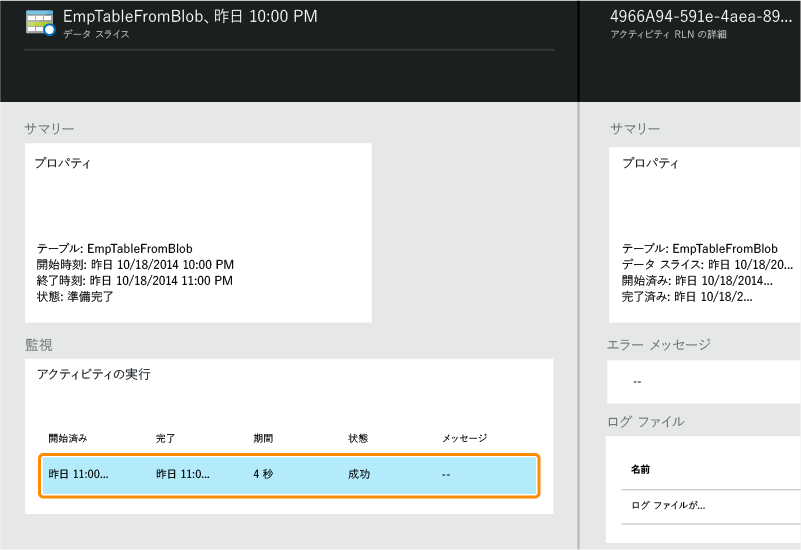 EmpTableFromBlob、昨日 10:00 PM
データ スライス
サマリー
プロパティ
テーブル: EmpTableFromBlob
開始時刻: 昨日 10/18/2014 10:00 PM
終了時刻: 昨日 10/18/2014 11:00 PM
状態: 準備完了
監視
アクティビティの実行
開始済み 完了 期間 状態 メッセージ
昨日 11:00... 昨日 11:0... 4 秒 成功 --
4966A94-591e-4aea-89...
アクティビティ RLN の詳細
サマリー
プロパティ
テーブル: EmpTableFromBlob
データ スライス: 昨日 10/18/20...
開始済み: 昨日 10/18/2014...
完了済み: 昨日 10/18/2...
エラー メッセージ
--
ログ ファイル
名前
ログ ファイルが...